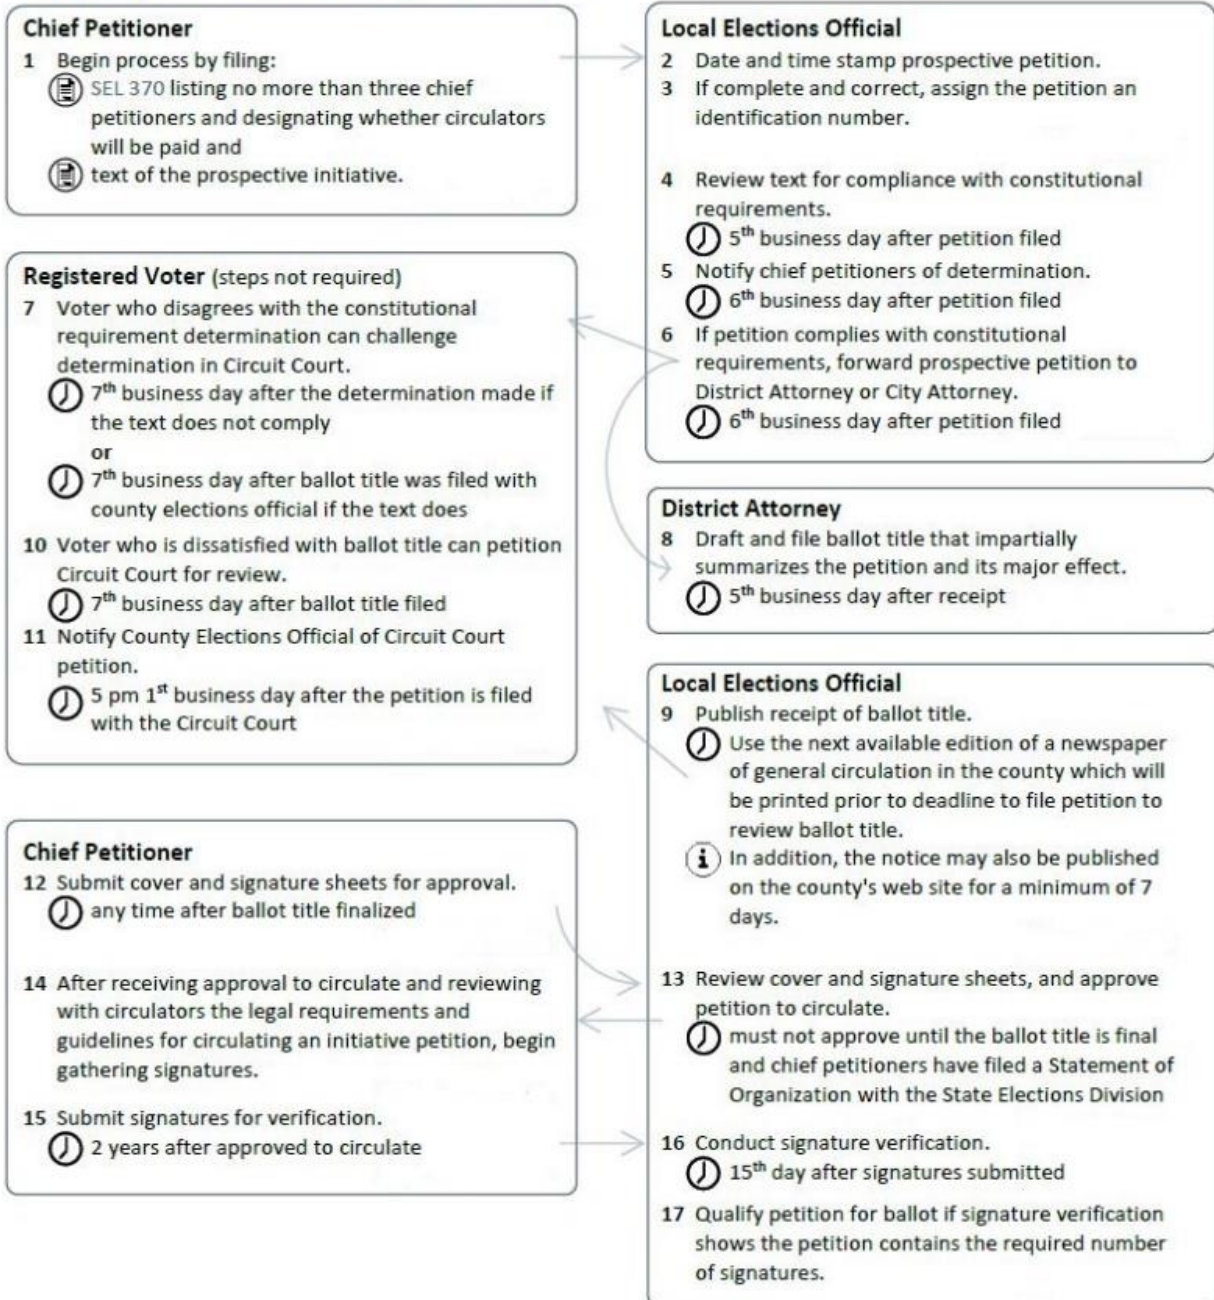 Chief Petitioner
1 Begin process by filing:
SEL 370 listing no more than three chief
petitioners and designating whether circulators
will be paid and
text of the prospective initiative.
Local Elections Official
2 Date and time stamp prospective petition.
3 If complete and correct, assign the petition an
identification number.
4 Review text for compliance with constitutional
requirements.
5th business day after petition filed
5 Notify chief petitioners of determination.
6th business day after petition filed
6 If petition complies with constitutional
requirements, forward prospective petition to
District Attorney or City Attorney.
6th business day after petition filed
Registered Voter (steps not required)
7 Voter who disagrees with the constitutional
requirement determination can challenge
determination in Circuit Court.
7th business day after the determination made if
the text does not comply
or
7th business day after ballot title was filed with
county elections official if the text does
10 Voter who is dissatisfied with ballot title can petition
Circuit Court for review.
7th business day after ballot title filed
11 Notify County Elections Official of Circuit Court
petition.
5 pm 1st business day after the petition is filed
with the Circuit Court
District Attorney
8 Draft and file ballot title that impartially
summarizes the petition and its major effect.
5th business day after receipt
Local Elections Official
9 Publish receipt of ballot title.
Use the next available edition of a newspaper
of general circulation in the county which will
be printed prior to deadline to file petition to
review ballot title.
i In addition, the notice may also be published
on the county's web site for a minimum of 7
days.
Chief Petitioner
12 Submit cover and signature sheets for approval.
any time after ballot title finalized
14 After receiving approval to circulate and reviewing
with circulators the legal requirements and
guidelines for circulating an initiative petition, begin
gathering signatures.
15 Submit signatures for verification.
2 years after approved to circulate
13 Review cover and signature sheets, and approve
petition to circulate.
must not approve until the ballot title is final
and chief petitioners have filed a Statement of
Organization with the State Elections Division
16 Conduct signature verification.
15th day after signatures submitted
17 Qualify petition for ballot if signature verification
shows the petition contains the required number
of signatures.